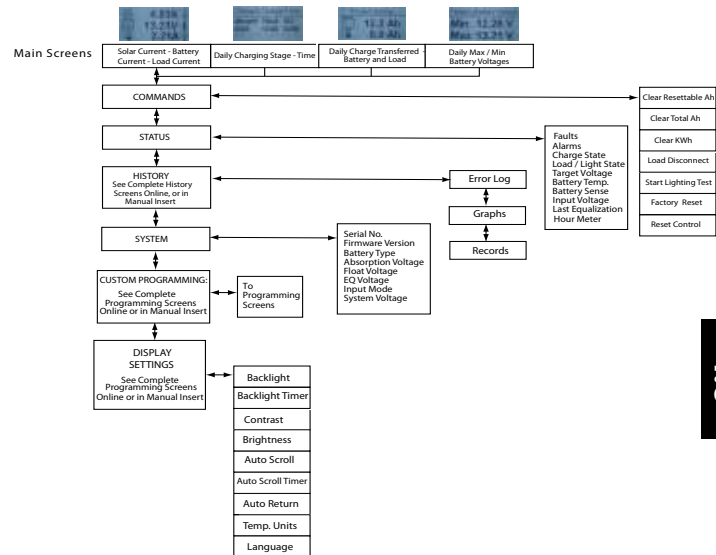 4.81A
13.21V
2.20A
13.3 Ah
0.3 Ah
Min: 12.28 V
Max: 13.21 V
Main Screens
Solar Current - Battery
Current - Load Current
Daily Charging Stage - Time
Daily Charge Transferred -
Battery and Load
Daily Max / Min
Battery Voltages
COMMANDS
Clear Resettable Ah
Clear Total Ah
Clear KWh
Load Disconnect
Start Lighting Test
Factory Reset
Reset Control
STATUS
Faults
Alarms
Charge State
Load / Light State
Target Voltage
Battery Temp.
Battery Sense
Input Voltage
Last Equalization
Hour Meter
HISTORY
See Complete History
Screens Online, or in
Manual Insert
Error Log
Graphs
Records
SYSTEM
Serial No.
Firmware Version
Battery Type
Absorption Voltage
Float Voltage
EQ Voltage
Input Mode
System Voltage
CUSTOM PROGRAMMING:
See Complete
Programming Screens
Online or in Manual Insert
To
Programming
Screens
DISPLAY
SETTINGS
See Complete
Programming Screens
Online or in Manual Insert
Backlight
Backlight Timer
Contrast
Brightness
Auto Scroll
Auto Scroll Timer
Auto Return
Temp. Units
Language